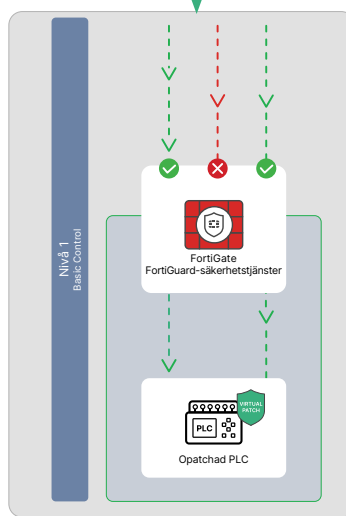 Nivå 1
Basic Control
FortiGate
FortiGuard-säkerhetstjänster
VIRTUAL
PATCH
PLC
Opatchad PLC